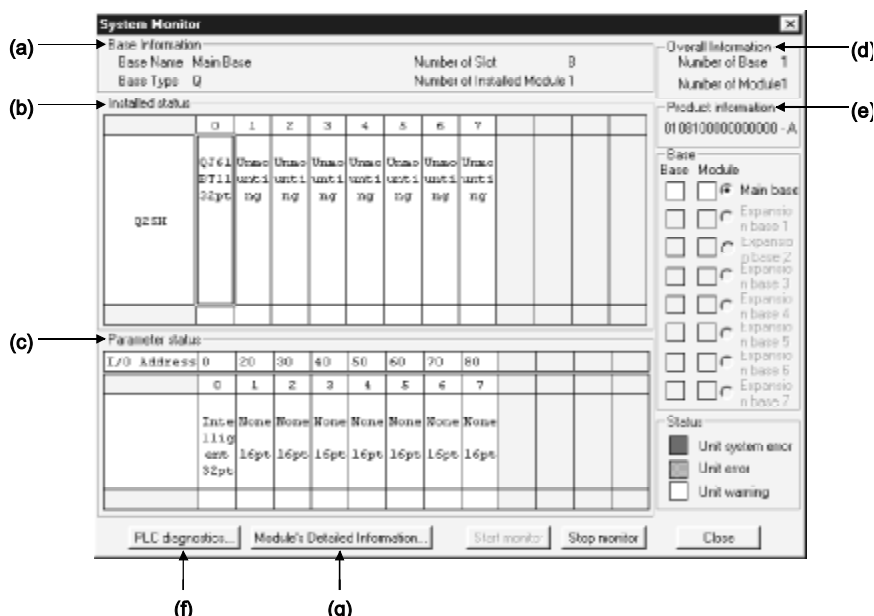 System Monitor
(a)
Base Information
Base Name Main Base
Number of Slot 8
Base Type Q
Number of Installed Module 1
Overall Information
(d)
Number of Base 1
Number of Module1
(b)
Installed status
Product information
(e)
0108100000000000 - A
0 1 2 3 4 5 6 7
QJ61 Unmo Unmo Unmo Unmo Unmo Unmo Unmo
BT11 unti unti unti unti unti unti unti
32pt ng ng ng ng ng ng ng
Q25H
Base
Base Module
Main base
Expansio
n base 1
Expansio
n base 2
Expansio
n base 3
Expansio
n base 4
Expansio
n base 5
Expansio
n base 6
Expansio
n base 7
(c)
Parameter status
I/O Address 0 20 30 40 50 60 70 80
0 1 2 3 4 5 6 7
Inte None None None None None None None
llig
ent 16pt 16pt 16pt 16pt 16pt 16pt 16pt
32pt
Status
Unit system error
Unit error
Unit warning
PLC diagnostics... Module's Detailed Information... Start monitor Stop monitor Close
(f) (g)